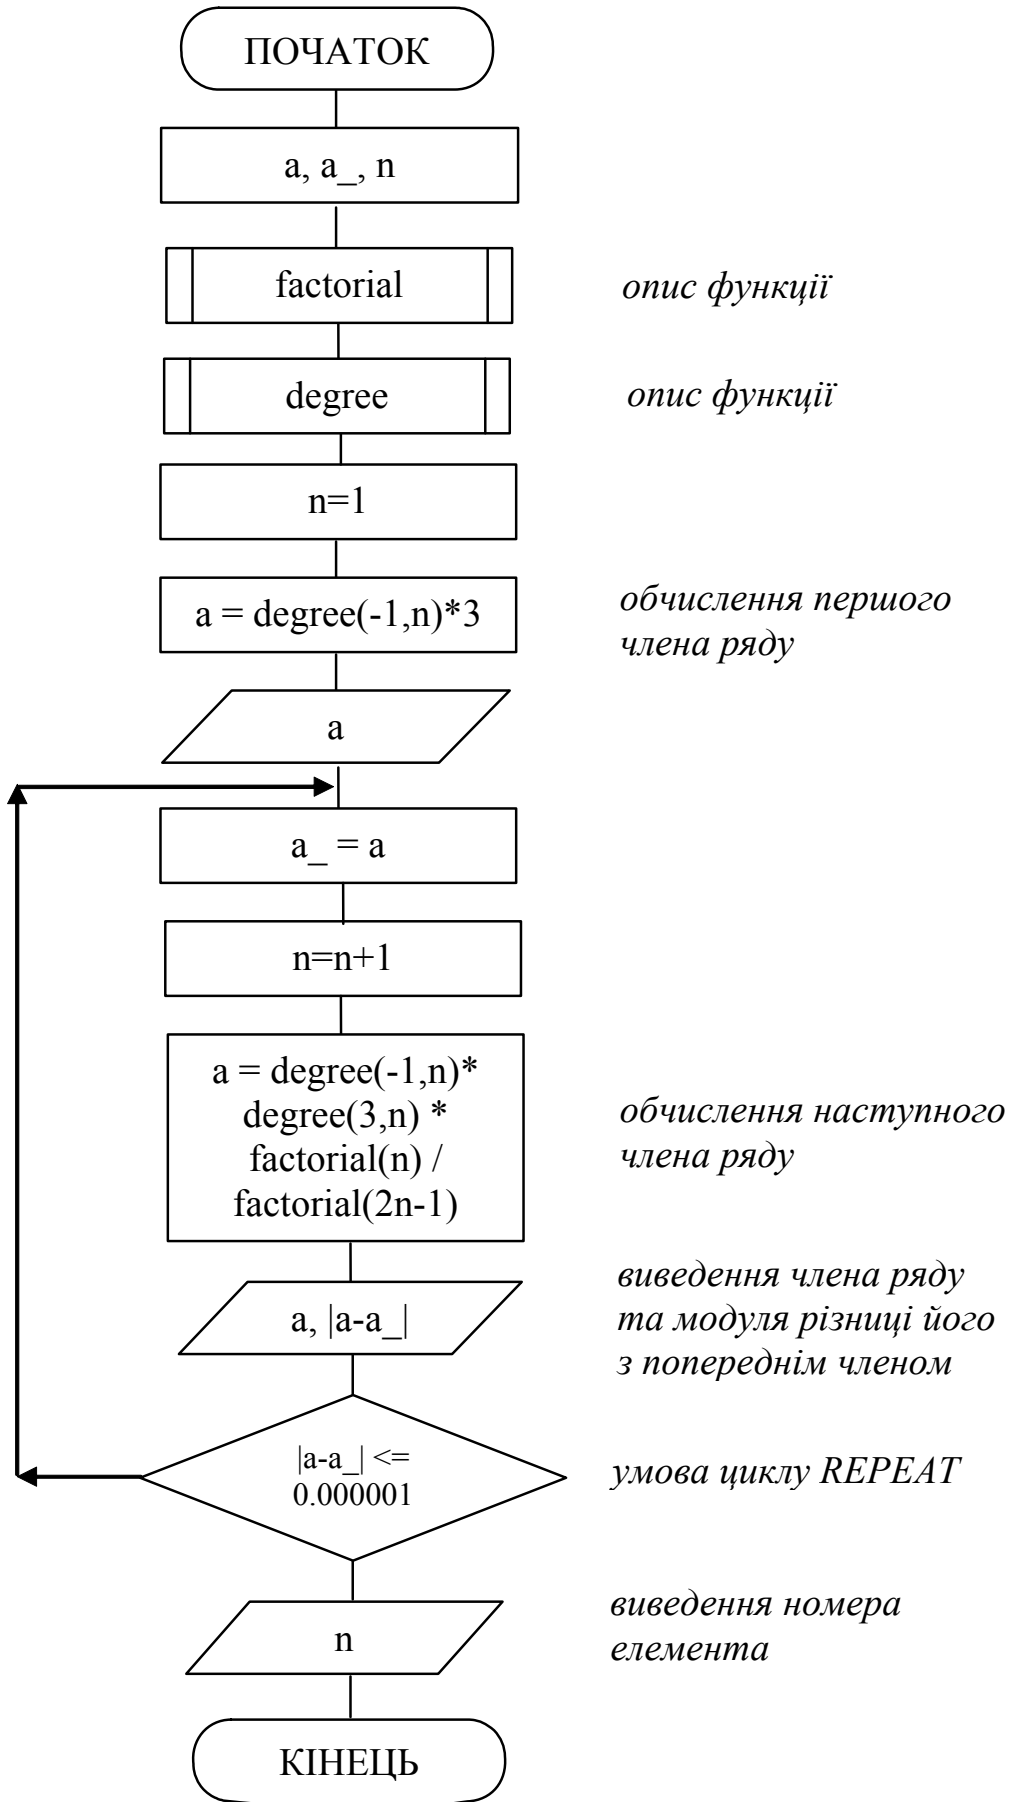 ПОЧАТОК
a, a_, n
factorial
опис функції
degree
опис функції
n=1
a = degree(-1,n)*3
обчислення першого
члена ряду
a
a_ = a
n=n+1
a = degree(-1,n)*
degree(3,n) *
factorial(n) /
factorial(2n-1)
обчислення наступного
члена ряду
a, |a-a_|
виведення члена ряду
та модуля різниці його
з попереднім членом
|a-a_| <=
0.000001
умова циклу REPEAT
n
виведення номера
елемента
КІНЕЦЬ